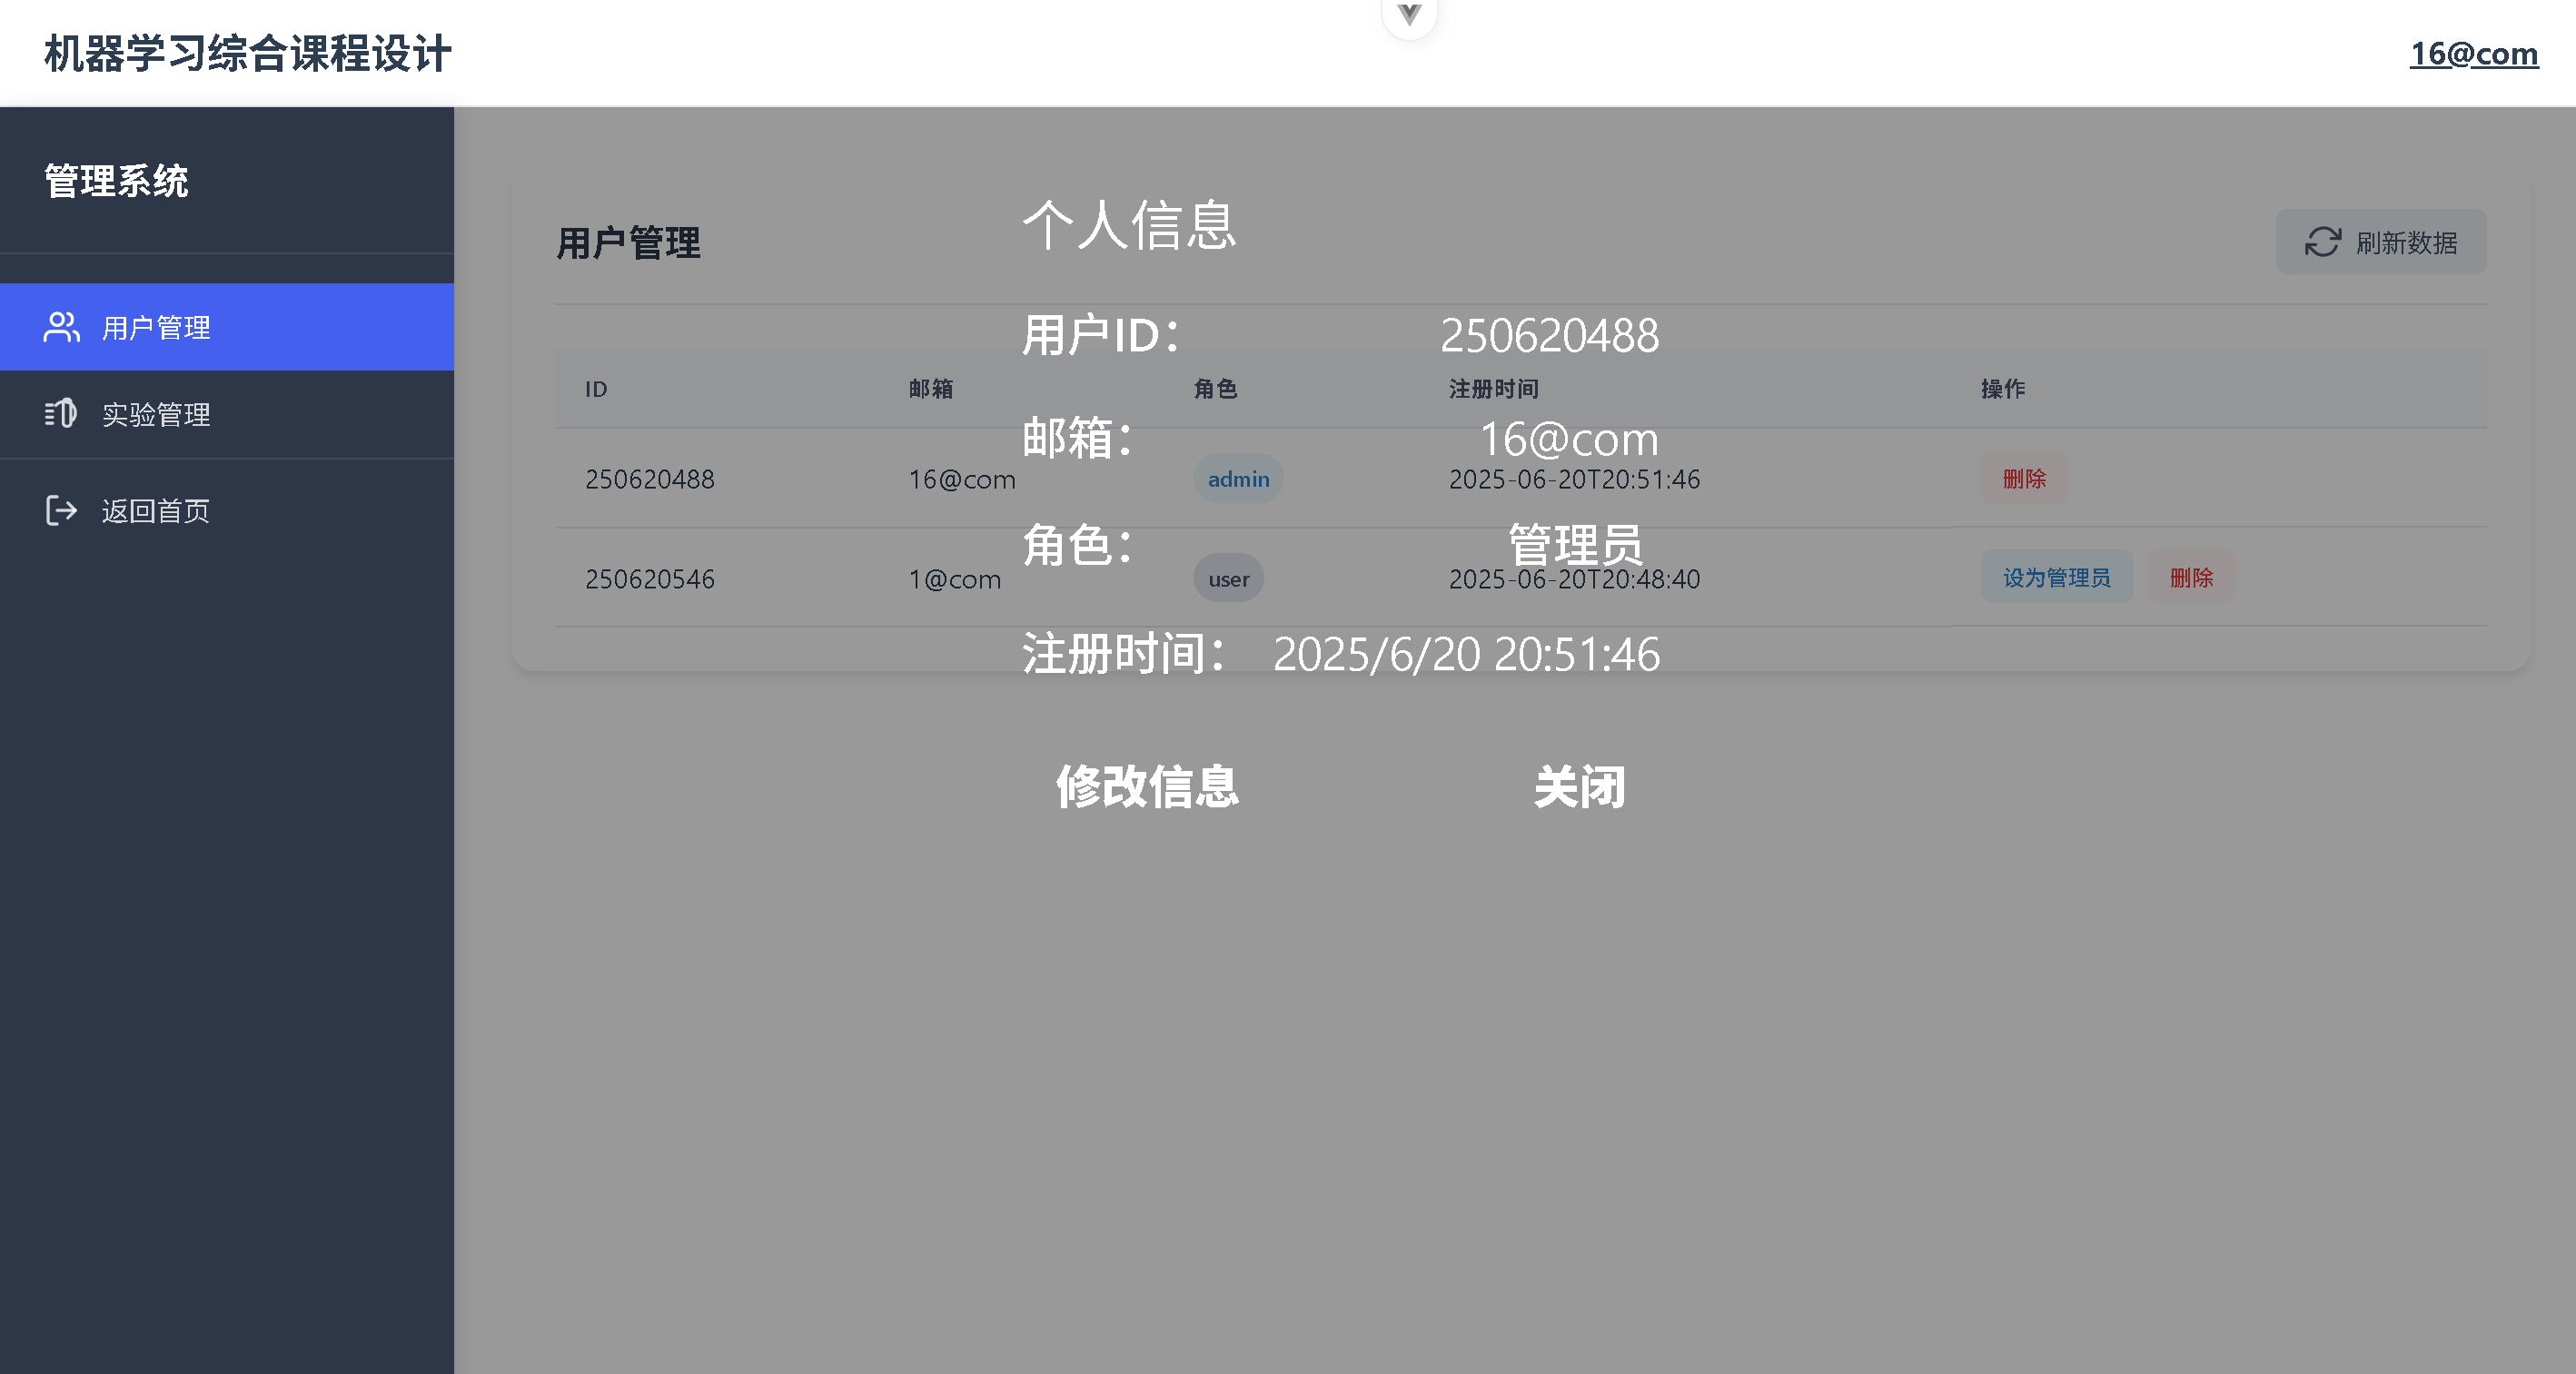 机器学习综合课程设计
16@com
管理系统
用户管理
实验管理
返回首页
用户管理
刷新数据
ID 邮箱 角色 注册时间 操作
250620488 16@com admin 2025-06-20T20:51:46 删除
250620546 1@com user 2025-06-20T20:48:40 设为管理员 删除
个人信息
用户ID： 250620488
邮箱： 16@com
角色： 管理员
注册时间： 2025/6/20 20:51:46
修改信息 关闭